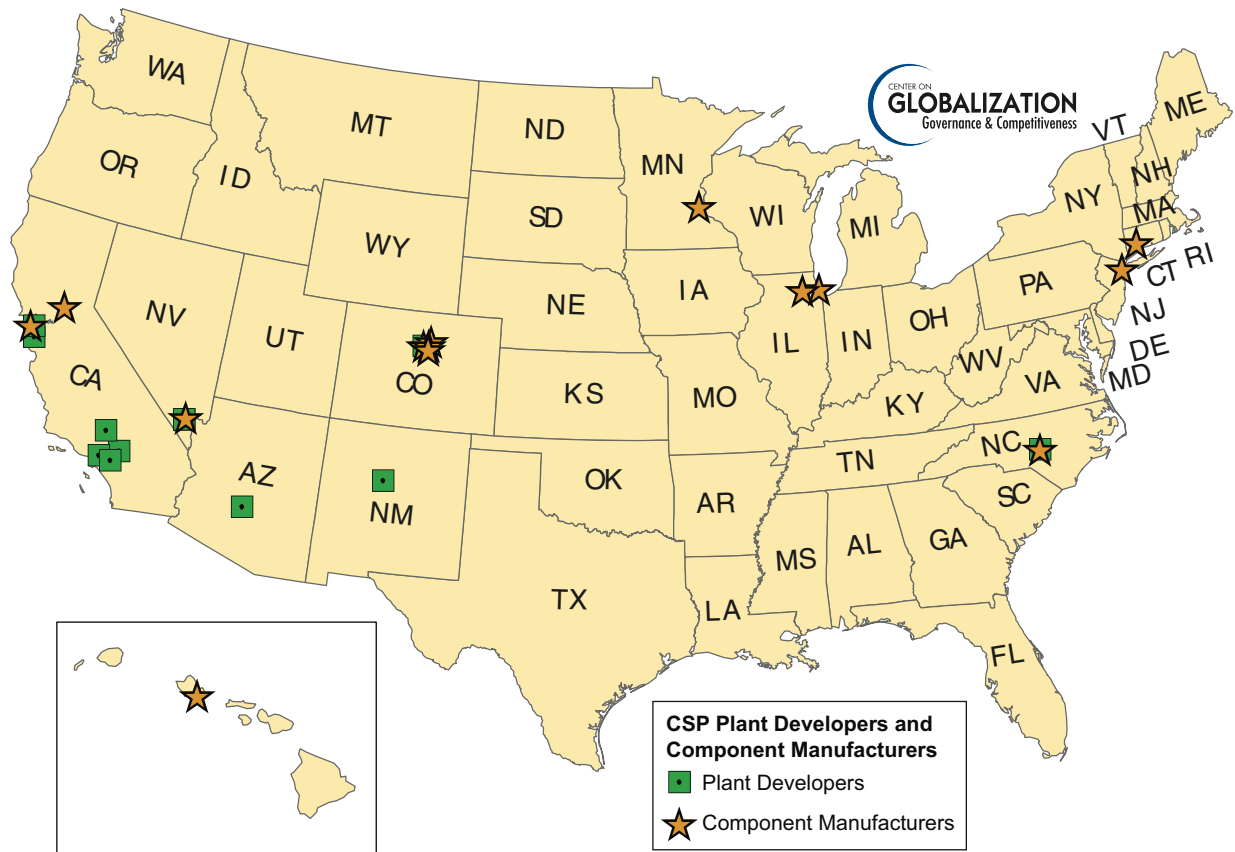 CENTER ON
GLOBALIZATION
Governance & Competitiveness
WA
MT
ND
MN
VT
ME
OR
ID
SD
WI
MI
NY
NH
MA
WY
CT
RI
NV
UT
NE
IA
PA
NJ
IL
IN
OH
DE
CA
CO
KS
MO
WV
VA
MD
KY
AZ
NM
OK
AR
TN
NC
SC
TX
LA
MS
AL
GA
FL
CSP Plant Developers and
Component Manufacturers
Plant Developers
Component Manufacturers